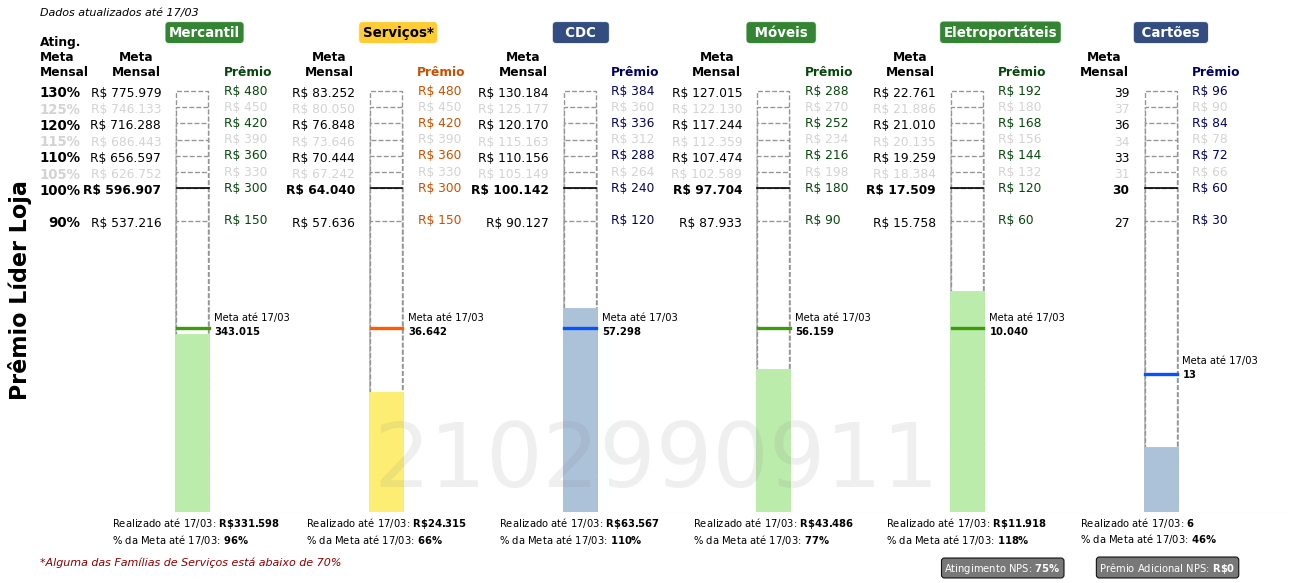 Dados atualizados até 17/03
Mercantil Serviços* CDC Móveis Eletroportáteis Cartões
Ating. Meta Mensal Meta Mensal Prêmio Meta Mensal Prêmio Meta Mensal Prêmio Meta Mensal Prêmio Meta Mensal Prêmio Meta Mensal Prêmio
130% R$ 775.979 R$ 480 R$ 83.252 R$ 480 R$ 130.184 R$ 384 R$ 127.015 R$ 288 R$ 22.761 R$ 192 39 R$ 96
125% R$ 746.133 R$ 450 R$ 80.050 R$ 450 R$ 125.177 R$ 360 R$ 122.130 R$ 270 R$ 21.886 R$ 180 37 R$ 90
120% R$ 716.288 R$ 420 R$ 76.848 R$ 420 R$ 120.170 R$ 336 R$ 117.244 R$ 252 R$ 21.010 R$ 168 36 R$ 84
115% R$ 686.443 R$ 390 R$ 73.646 R$ 390 R$ 115.163 R$ 312 R$ 112.359 R$ 234 R$ 20.135 R$ 156 34 R$ 78
110% R$ 656.597 R$ 360 R$ 70.444 R$ 360 R$ 110.156 R$ 288 R$ 107.474 R$ 216 R$ 19.259 R$ 144 33 R$ 72
105% R$ 626.752 R$ 330 R$ 67.242 R$ 330 R$ 105.149 R$ 264 R$ 102.589 R$ 198 R$ 18.384 R$ 132 31 R$ 66
100% R$ 596.907 R$ 300 R$ 64.040 R$ 300 R$ 100.142 R$ 240 R$ 97.704 R$ 180 R$ 17.509 R$ 120 30 R$ 60
90% R$ 537.216 R$ 150 R$ 57.636 R$ 150 R$ 90.127 R$ 120 R$ 87.933 R$ 90 R$ 15.758 R$ 60 27 R$ 30
Prêmio Líder Loja
Meta até 17/03 Meta até 17/03 Meta até 17/03 Meta até 17/03 Meta até 17/03
343.015 36.642 57.298 56.159 10.040
Meta até 17/03
13
2102990911
Realizado até 17/03: R$331.598 Realizado até 17/03: R$24.315 Realizado até 17/03: R$63.567 Realizado até 17/03: R$43.486 Realizado até 17/03: R$11.918 Realizado até 17/03: 6
% da Meta até 17/03: 96% % da Meta até 17/03: 66% % da Meta até 17/03: 110% % da Meta até 17/03: 77% % da Meta até 17/03: 118% % da Meta até 17/03: 46%
*Alguma das Famílias de Serviços está abaixo de 70%
Atingimento NPS: 75% Prêmio Adicional NPS: R$0